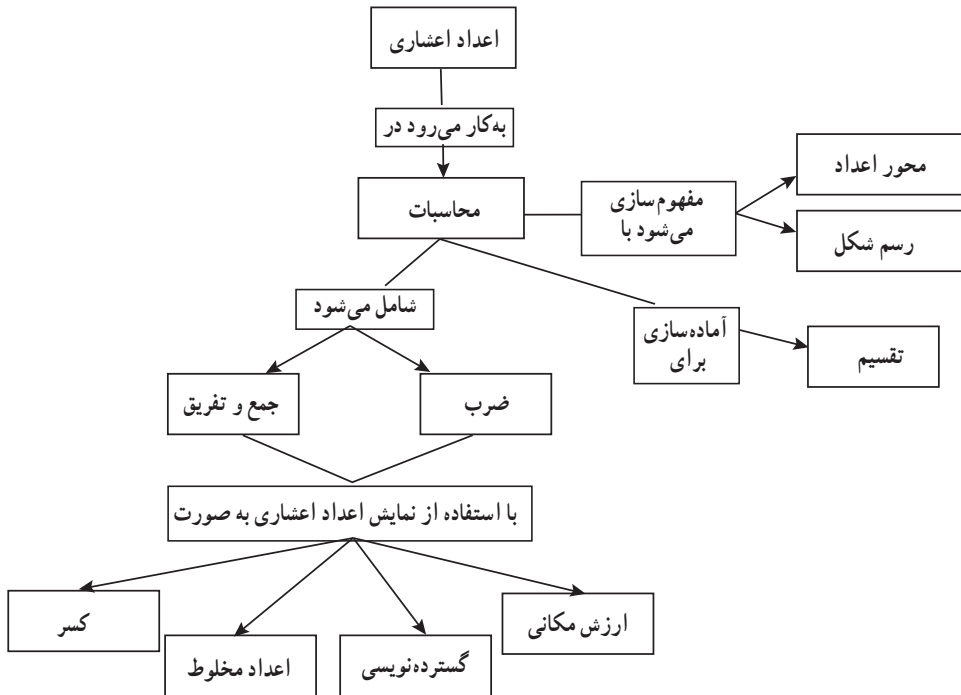 اعداد اعشاری
به‌کار می‌رود در
محاسبات
مفهوم‌سازی
می‌شود با
محور اعداد
رسم شکل
شامل می‌شود
آماده‌سازی
برای
تقسیم
جمع و تفریق
ضرب
با استفاده از نمایش اعداد اعشاری به صورت
ارزش مکانی
گسترده‌نویسی
اعداد مخلوط
کسر